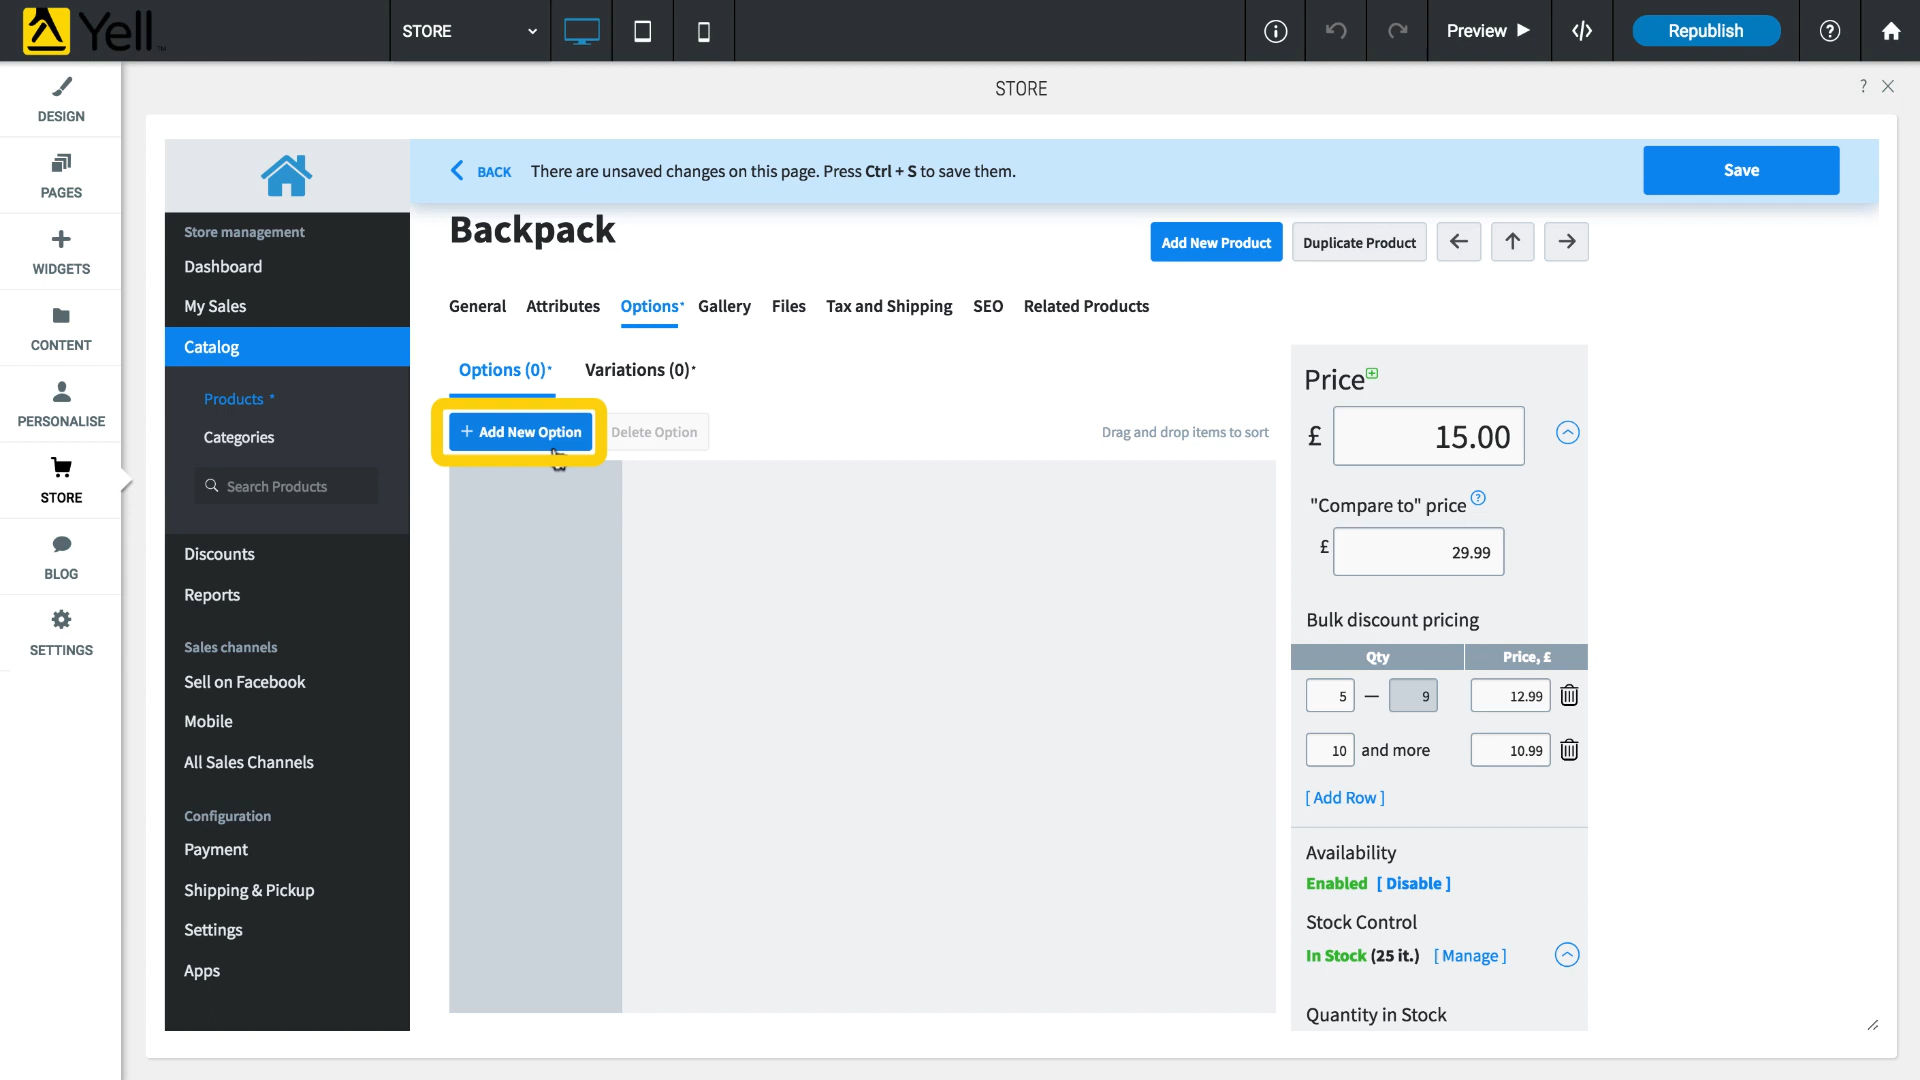 Yell™
STORE
Preview
Republish
DESIGN
PAGES
WIDGETS
CONTENT
PERSONALISE
STORE
BLOG
SETTINGS
STORE
?
BACK
There are unsaved changes on this page. Press Ctrl + S to save them.
Save
Store management
Dashboard
My Sales
Catalog
Products *
Categories
Search Products
Discounts
Reports
Sales channels
Sell on Facebook
Mobile
All Sales Channels
Configuration
Payment
Shipping & Pickup
Settings
Apps
Backpack
Add New Product
Duplicate Product
General Attributes Options* Gallery Files Tax and Shipping SEO Related Products
Options (0)* Variations (0)*
+ Add New Option
Delete Option
Drag and drop items to sort
Price
£ 15.00
"Compare to" price ?
£ 29.99
Bulk discount pricing
Qty Price, £
5 — 9 12.99
10 and more 10.99
[ Add Row ]
Availability
Enabled [ Disable ]
Stock Control
In Stock (25 it.) [ Manage ]
Quantity in Stock